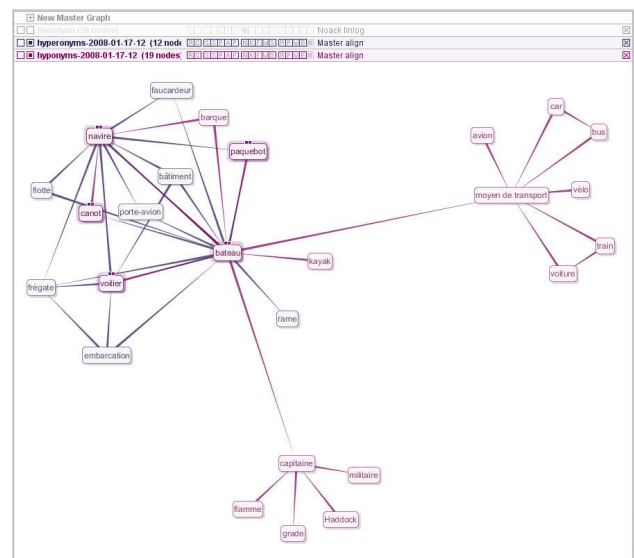 New Master Graph
(26 nodes) Noack linlog
hyperonyms-2008-01-17-12 (12 node Master align
hyponyms-2008-01-17-12 (19 nodes) Master align
faucardeur
car
barque
bus
navire
avion
paquebot
bâtiment
flotte
vélo
moyen de transport
canot
porte-avion
train
bateau
kayak
voiture
frégate
voilier
rame
embarcation
capitaine
militaire
flamme
Haddock
grade